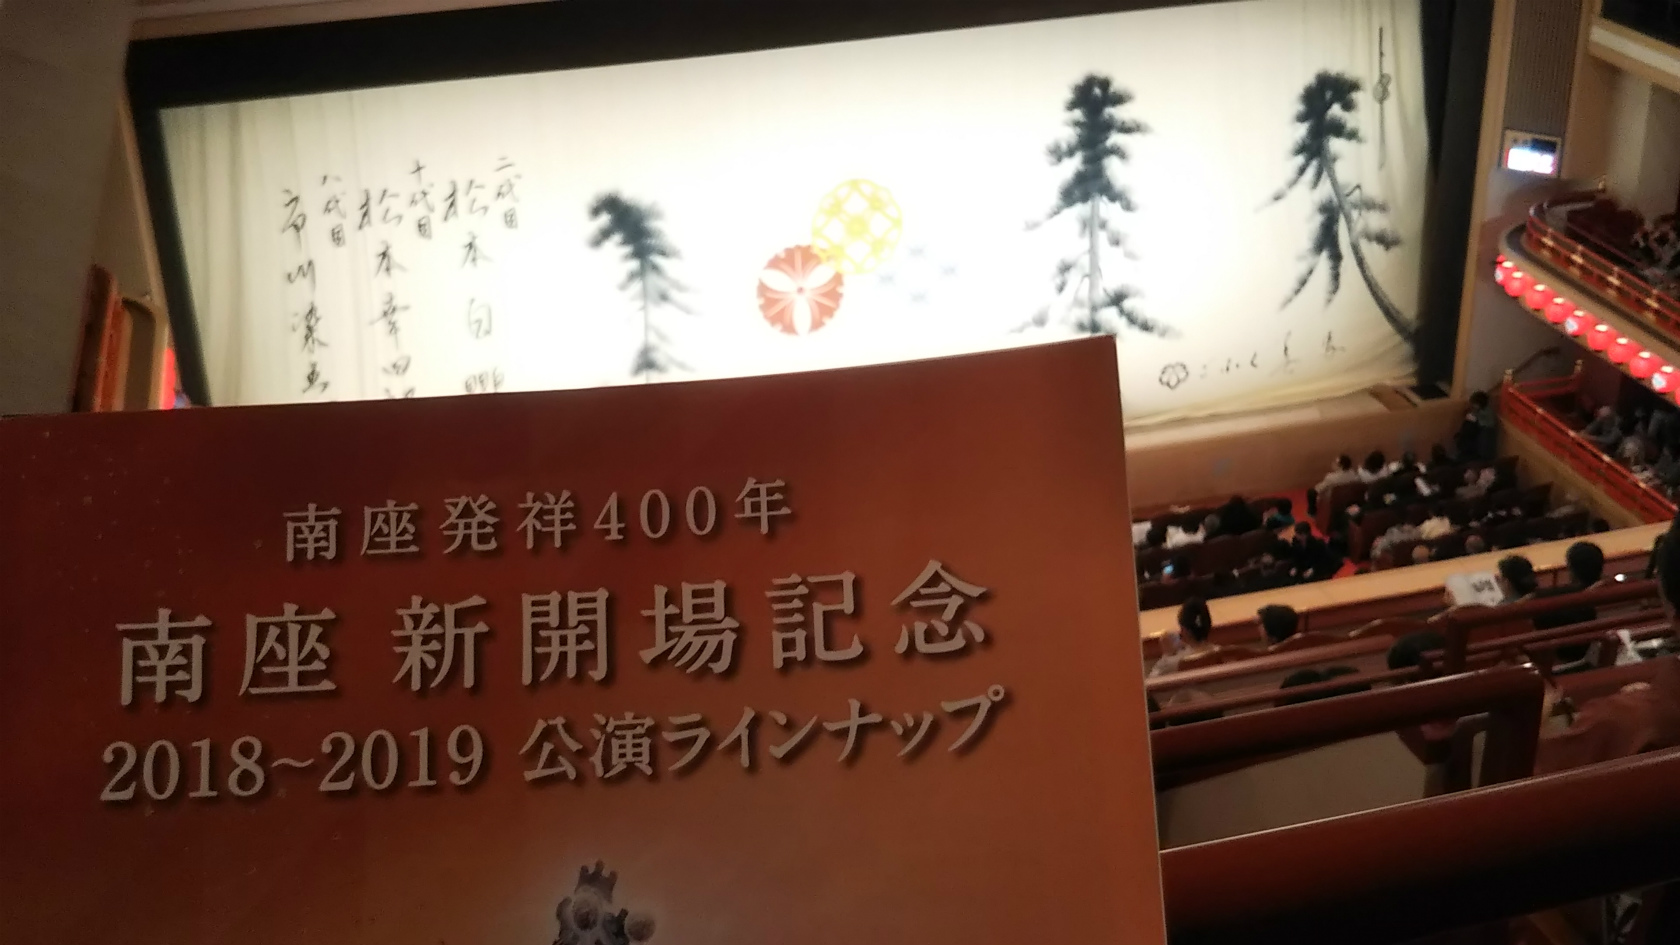 二代目
松本白鸚
十代目
松本幸四
八代目
市川染五
南座発祥400年
南座 新開場記念
2018~2019 公演ラインナップ